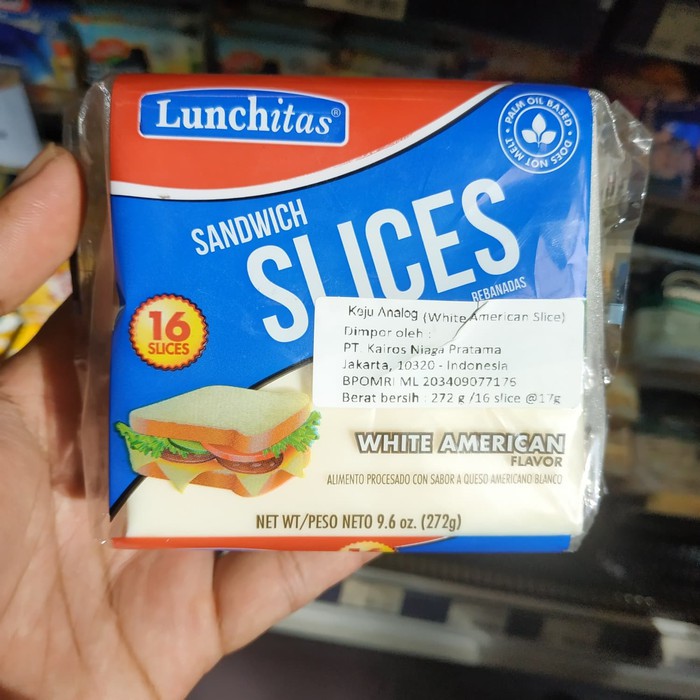 Lunchitas®
PALM OIL BASED • DOES NOT MELT •
SANDWICH
SLICES
REBANADAS
16
SLICES
Keju Analog (White American Slice)
Dimpor oleh :
PT. Kairos Niaga Pratama
Jakarta, 10320 - Indonesia
BPOMRI ML 203409077176
Berat bersih : 272 g /16 slice @17g
WHITE AMERICAN
FLAVOR
ALIMENTO PROCESADO CON SABOR A QUESO AMERICANO BLANCO
NET WT/PESO NETO 9.6 oz. (272g)